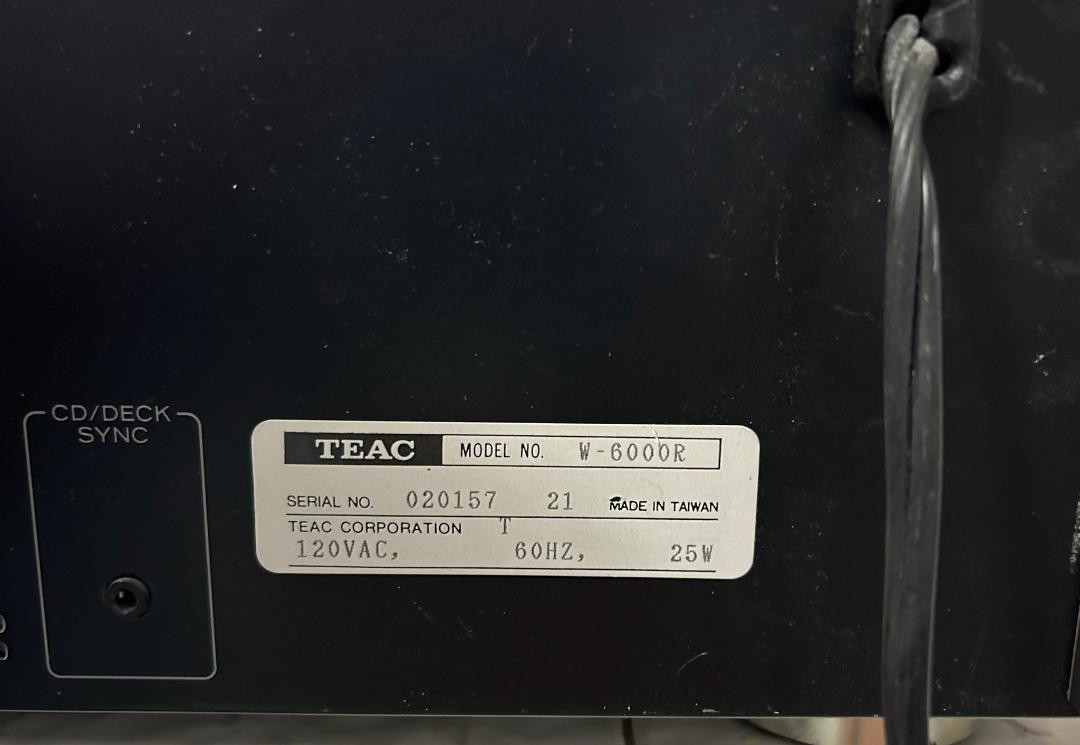 CD/DECK
SYNC
TEAC MODEL NO. W-6000R
SERIAL NO. 020157 21 MADE IN TAIWAN
TEAC CORPORATION T
120VAC, 60HZ, 25W